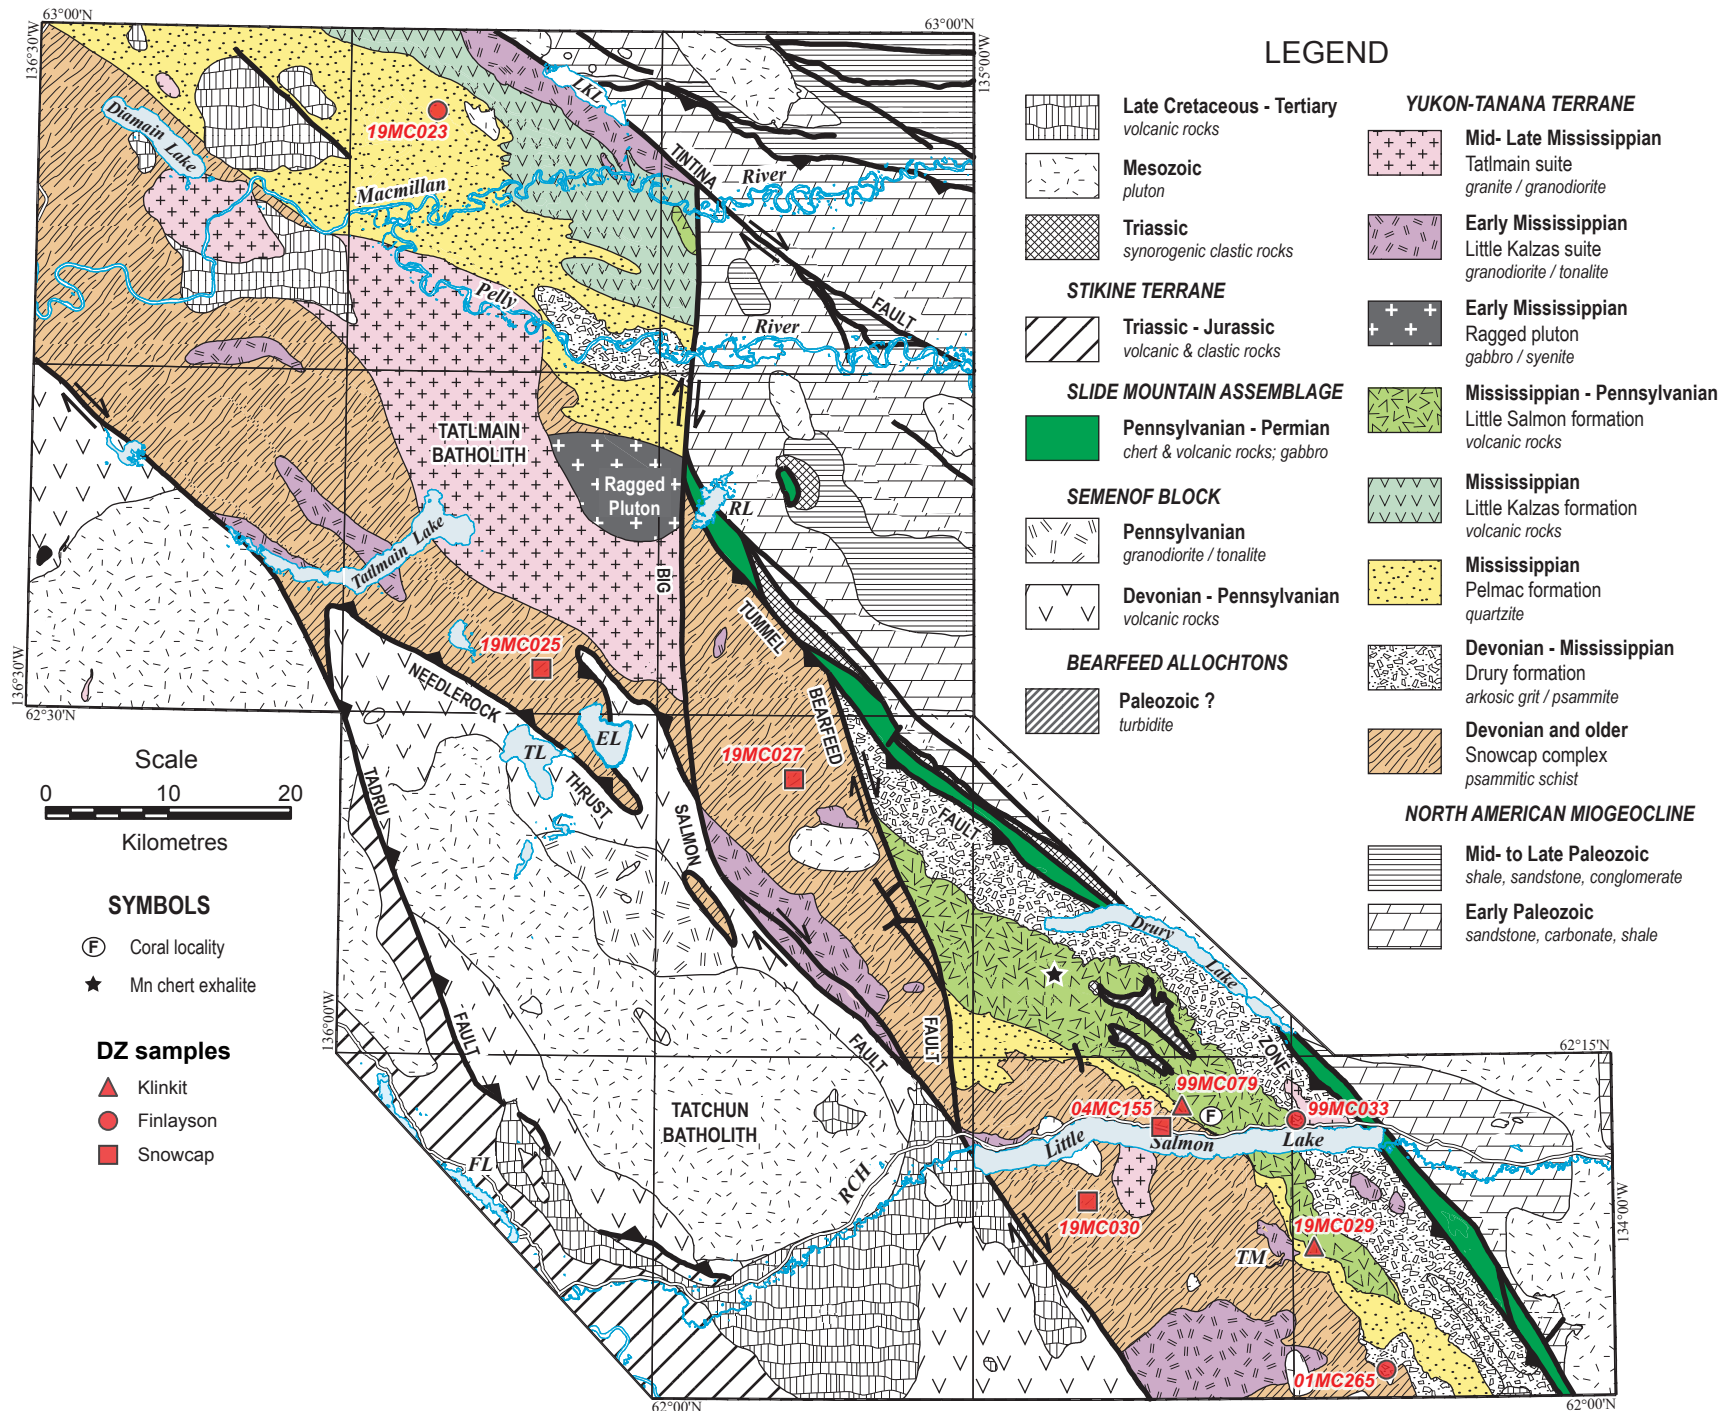 63°00'N
63°00'N
136°30'W
135°00'W
LKL
Diamain Lake
19MC023
TINTINA
River
Macmillan
Pelly
FAULT
River
TATLMAIN
BATHOLITH
Ragged
Pluton
RL
Tatlmain Lake
BIG
TUMMEL
19MC025
NEEDLEROCK
BEARFEED
136°30'W
62°30'N
EL
TL
19MC027
THRUST
TADRU
SALMON
FAULT
Drury
Lake
136°00'W
FAULT
FAULT
FAULT
ZONE
62°15'N
99MC079
04MC155
F
99MC033
TATCHUN
BATHOLITH
Little
Salmon
Lake
FL
RCH
19MC030
19MC029
TM
134°00'W
01MC265
62°00'N
62°00'N
Scale
0 10 20
Kilometres
SYMBOLS
F Coral locality
Mn chert exhalite
DZ samples
Klinkit
Finlayson
Snowcap
LEGEND
Late Cretaceous - Tertiary
volcanic rocks
Mesozoic
pluton
Triassic
synorogenic clastic rocks
STIKINE TERRANE
Triassic - Jurassic
volcanic & clastic rocks
SLIDE MOUNTAIN ASSEMBLAGE
Pennsylvanian - Permian
chert & volcanic rocks; gabbro
SEMENOF BLOCK
Pennsylvanian
granodiorite / tonalite
Devonian - Pennsylvanian
volcanic rocks
BEARFEED ALLOCHTONS
Paleozoic ?
turbidite
YUKON-TANANA TERRANE
Mid- Late Mississippian
Tatlmain suite
granite / granodiorite
Early Mississippian
Little Kalzas suite
granodiorite / tonalite
Early Mississippian
Ragged pluton
gabbro / syenite
Mississippian - Pennsylvanian
Little Salmon formation
volcanic rocks
Mississippian
Little Kalzas formation
volcanic rocks
Mississippian
Pelmac formation
quartzite
Devonian - Mississippian
Drury formation
arkosic grit / psammite
Devonian and older
Snowcap complex
psammitic schist
NORTH AMERICAN MIOGEOCLINE
Mid- to Late Paleozoic
shale, sandstone, conglomerate
Early Paleozoic
sandstone, carbonate, shale